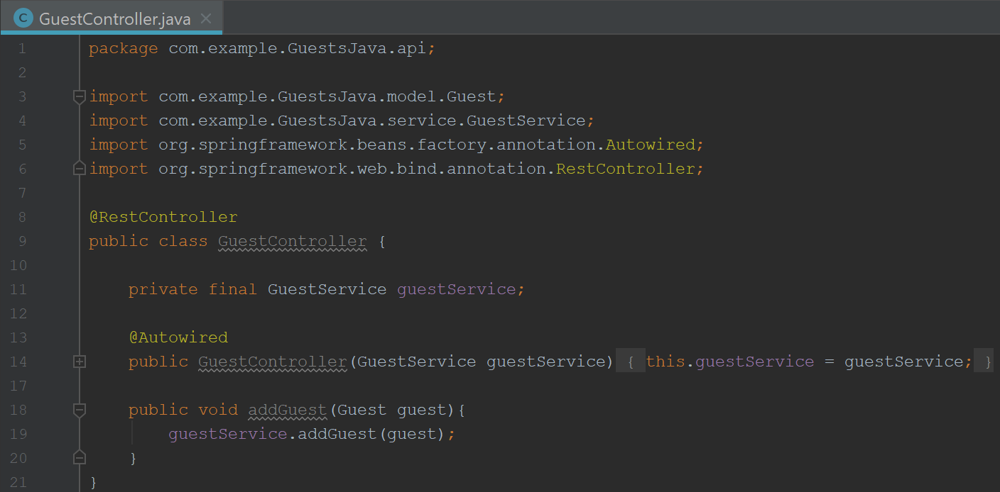 C GuestController.java ×
1 package com.example.GuestsJava.api;
2
3 import com.example.GuestsJava.model.Guest;
4 import com.example.GuestsJava.service.GuestService;
5 import org.springframework.beans.factory.annotation.Autowired;
6 import org.springframework.web.bind.annotation.RestController;
7
8 @RestController
9 public class GuestController {
10
11     private final GuestService guestService;
12
13     @Autowired
14     public GuestController(GuestService guestService) { this.guestService = guestService; }
17
18     public void addGuest(Guest guest){
19         guestService.addGuest(guest);
20     }
21 }